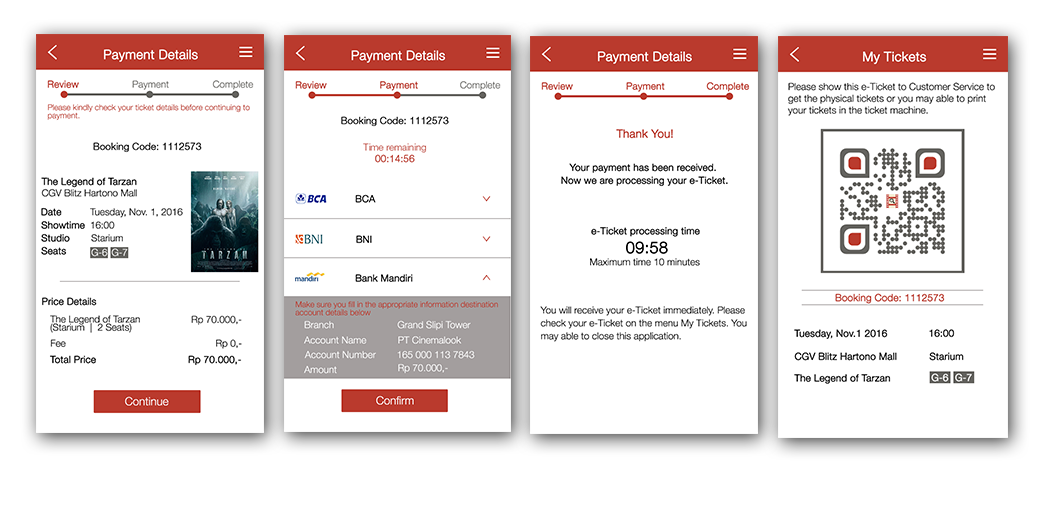 Payment Details
Review Payment Complete
Please kindly check your ticket details before continuing to
payment.
Booking Code: 1112573
The Legend of Tarzan
CGV Blitz Hartono Mall
Date Tuesday, Nov. 1, 2016
Showtime 16:00
Studio Starium
Seats G-6 G-7
TARZAN
Price Details
The Legend of Tarzan Rp 70.000,-
(Starium | 2 Seats)
Fee Rp 0,-
Total Price Rp 70.000,-
Continue
Payment Details
Review Payment Complete
Booking Code: 1112573
Time remaining
00:14:56
BCA BCA
BNI BNI
mandiri Bank Mandiri
Make sure you fill in the appropriate information destination
account details below
Branch Grand Slipi Tower
Account Name PT Cinemalook
Account Number 165 000 113 7843
Amount Rp 70.000,-
Confirm
Payment Details
Review Payment Complete
Thank You!
Your payment has been received.
Now we are processing your e-Ticket.
e-Ticket processing time
09:58
Maximum time 10 minutes
You will receive your e-Ticket immediately. Please
check your e-Ticket on the menu My Tickets. You
may able to close this application.
My Tickets
Please show this e-Ticket to Customer Service to
get the physical tickets or you may able to print
your tickets in the ticket machine.
Booking Code: 1112573
Tuesday, Nov.1 2016 16:00
CGV Blitz Hartono Mall Starium
The Legend of Tarzan G-6 G-7